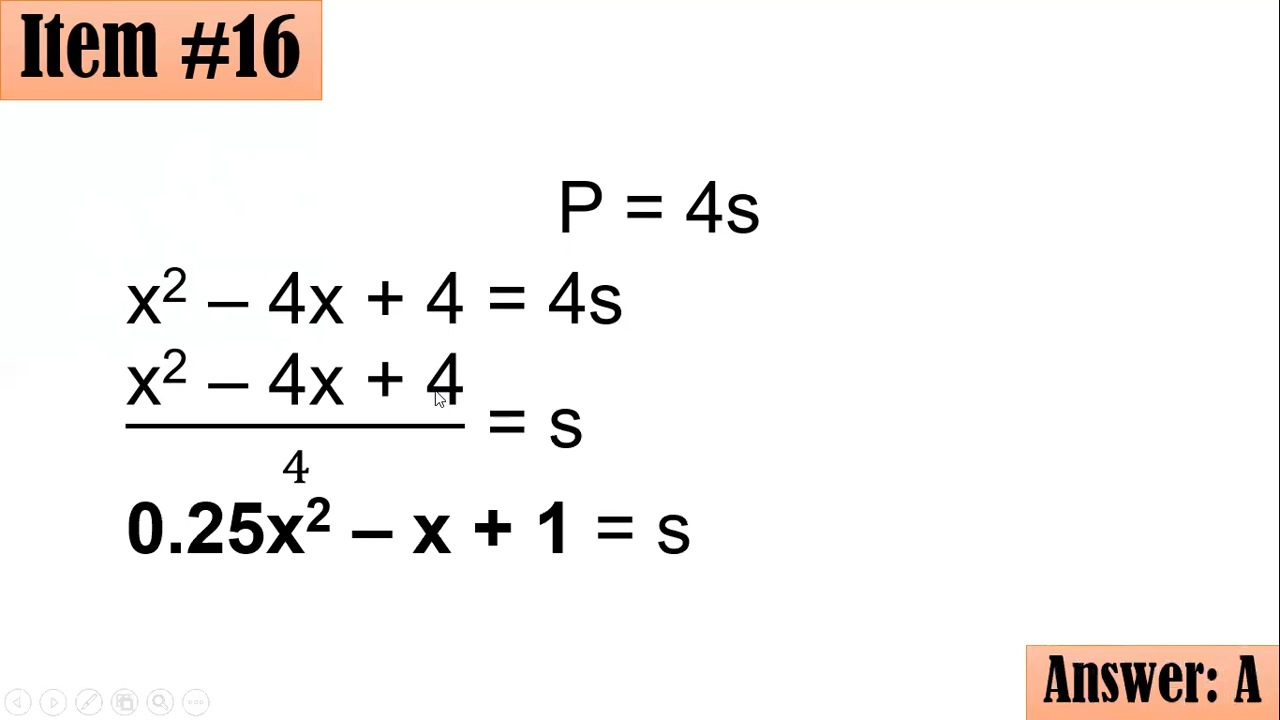 Item #16
P = 4s
x² – 4x + 4 = 4s
x² – 4x + 4
= s
4
0.25x² – x + 1 = s
Answer: A